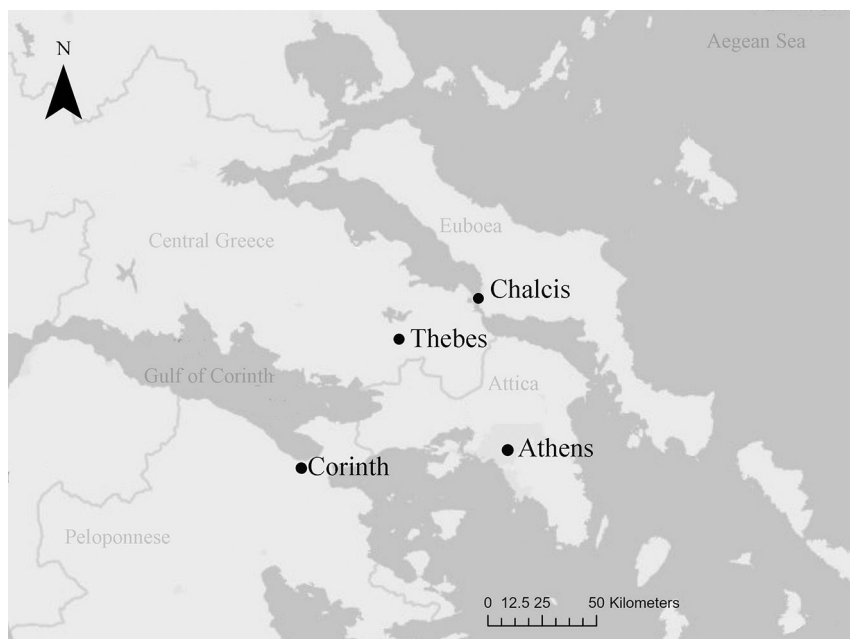 N
Aegean Sea
Euboea
Central Greece
Chalcis
Thebes
Gulf of Corinth
Attica
Athens
Corinth
Peloponnese
0 12.5 25 50 Kilometers